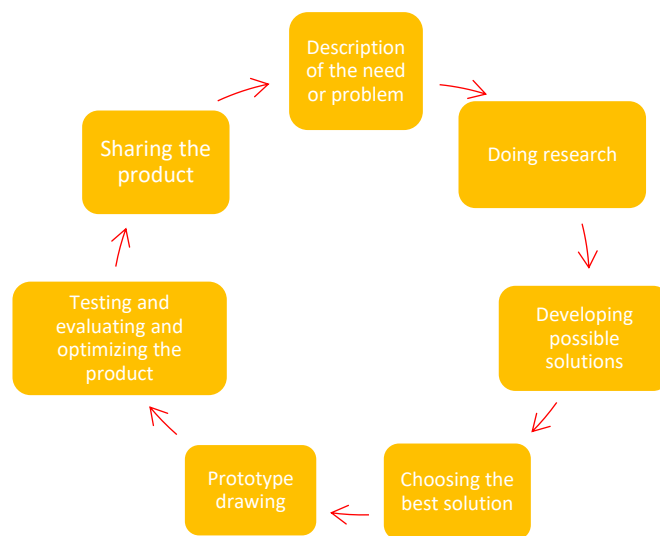 Description
of the need
or problem
Doing research
Developing
possible
solutions
Choosing the
best solution
Prototype
drawing
Testing and
evaluating and
optimizing the
product
Sharing the
product